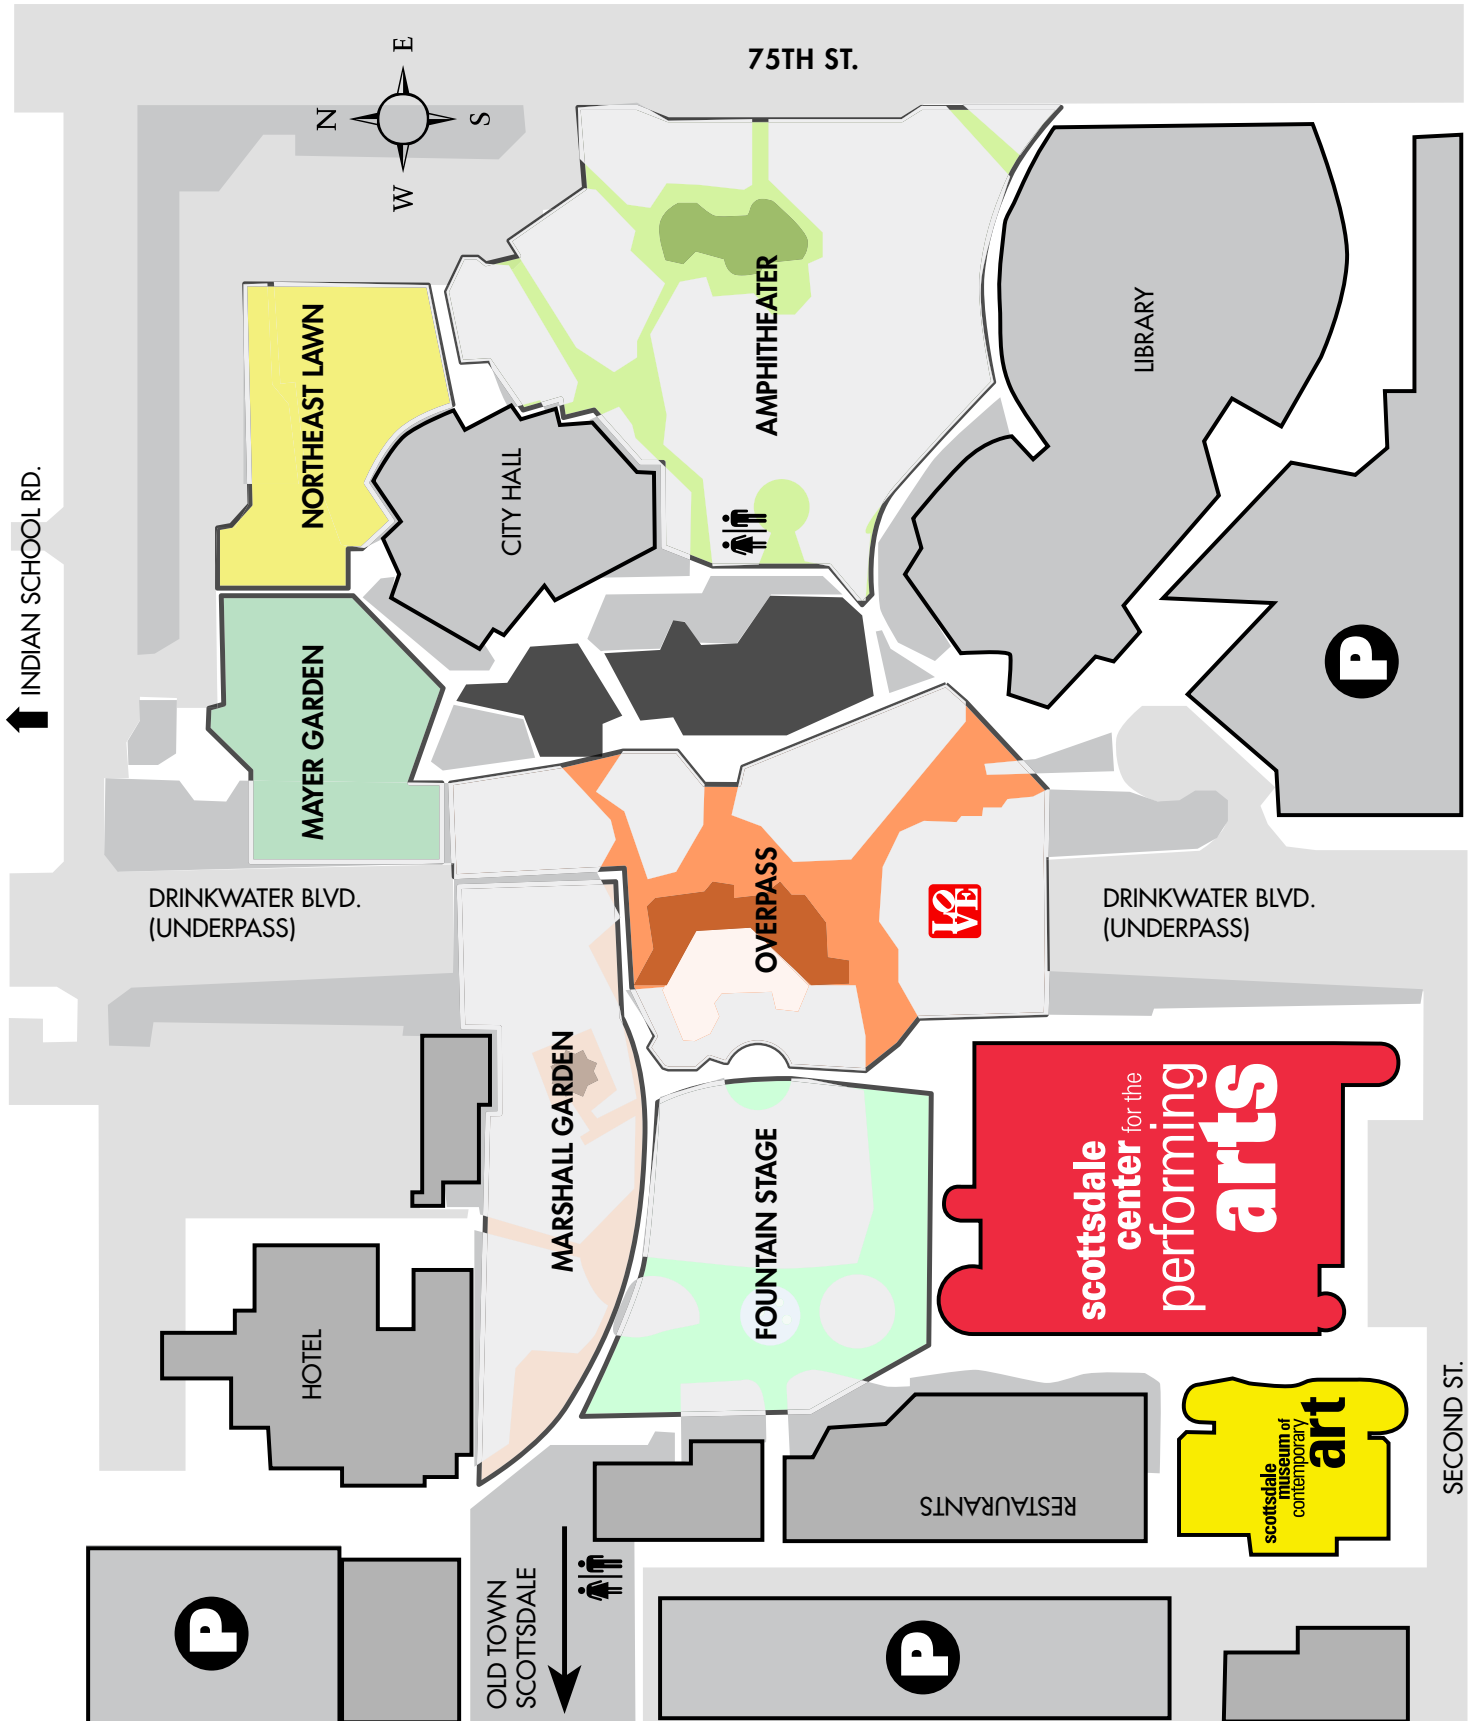 75TH ST.
E
N
S
W
INDIAN SCHOOL RD.
NORTHEAST LAWN
AMPHITHEATER
LIBRARY
CITY HALL
MAYER GARDEN
P
DRINKWATER BLVD.
(UNDERPASS)
OVERPASS
LOVE
DRINKWATER BLVD.
(UNDERPASS)
MARSHALL GARDEN
FOUNTAIN STAGE
scottsdale
center for the
performing
arts
HOTEL
RESTAURANTS
scottsdale
museum of
contemporary
art
SECOND ST.
P
OLD TOWN
SCOTTSDALE
P